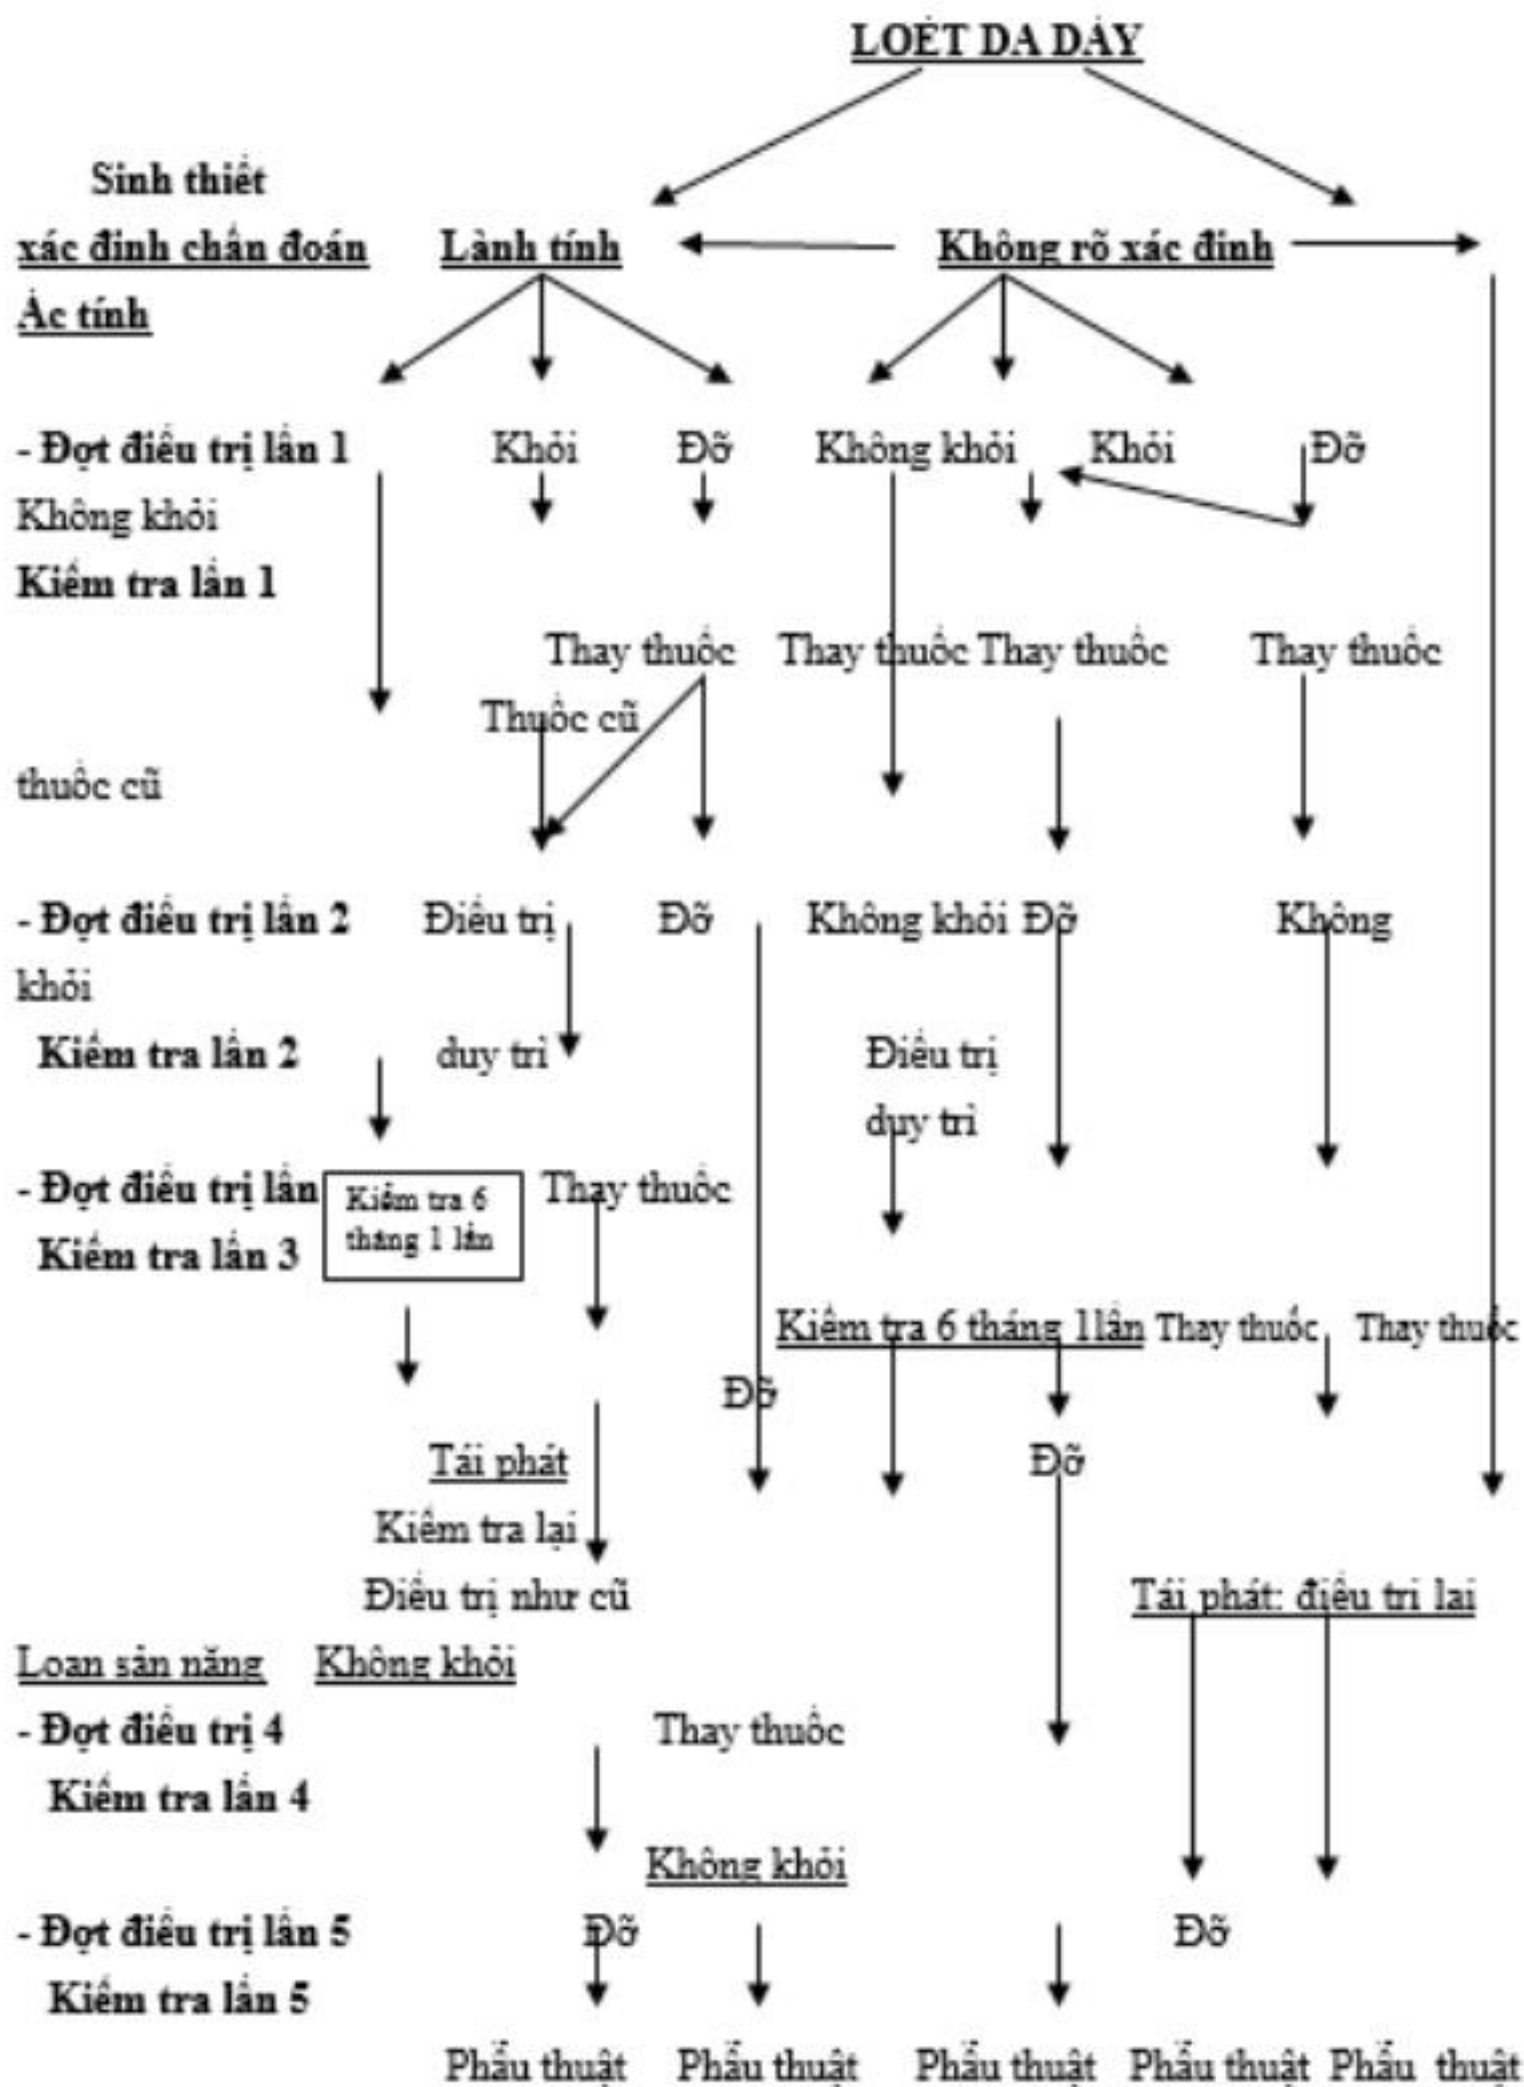 LOÉT DA DÀY
Sinh thiết
xác đinh chẩn đoán Lành tính Không rõ xác đinh
Ác tính
- Đợt điều trị lần 1 Khỏi Đỡ Không khỏi Khỏi Đỡ
Không khỏi
Kiểm tra lần 1
Thay thuốc Thay thuốc Thay thuốc Thay thuốc
Thuốc cũ
thuốc cũ
- Đợt điều trị lần 2 Điều trị Đỡ Không khỏi Đỡ Không
khỏi
Kiểm tra lần 2 duy trì Điều trị
duy trì
- Đợt điều trị lần Kiểm tra 6 Thay thuốc
tháng 1 lần
Kiểm tra lần 3
Kiểm tra 6 tháng 1lần Thay thuốc Thay thuốc
Đỡ
Tái phát Đỡ
Kiểm tra lại
Điều trị như cũ Tái phát: điều tri lai
Loan sản năng Không khỏi
- Đợt điều trị 4 Thay thuốc
Kiểm tra lần 4
Không khỏi
- Đợt điều trị lần 5 Đỡ Đỡ
Kiểm tra lần 5
Phẫu thuật Phẫu thuật Phẫu thuật Phẫu thuật Phẫu thuật